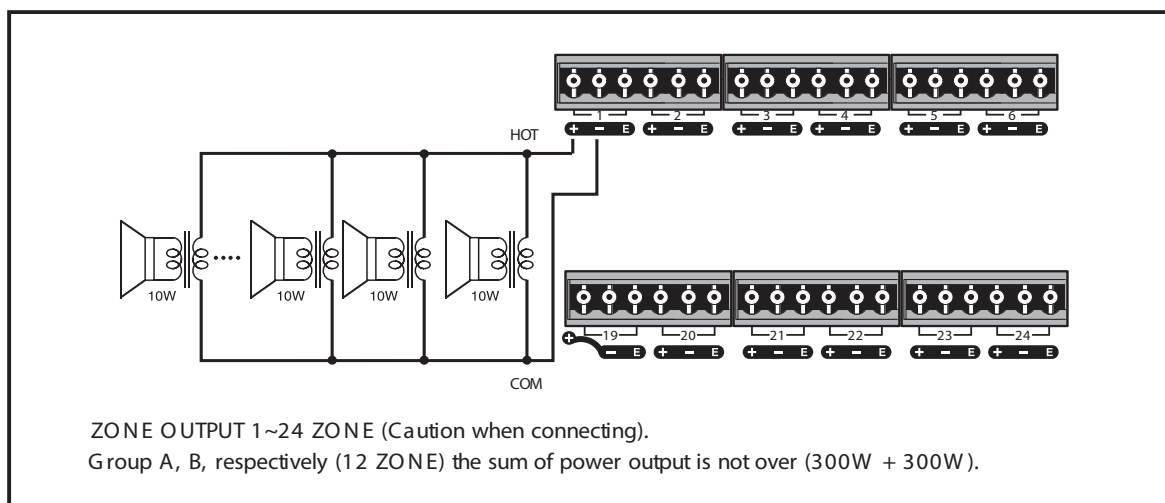 1 2 3 4 5 6
+ − E + − E + − E + − E + − E + − E
HOT
10W 10W 10W 10W
19 20 21 22 23 24
+ − E + − E + − E + − E + − E + − E
COM
ZONE OUTPUT 1~24 ZONE (Caution when connecting).
Group A, B, respectively (12 ZONE) the sum of power output is not over (300W + 300W).